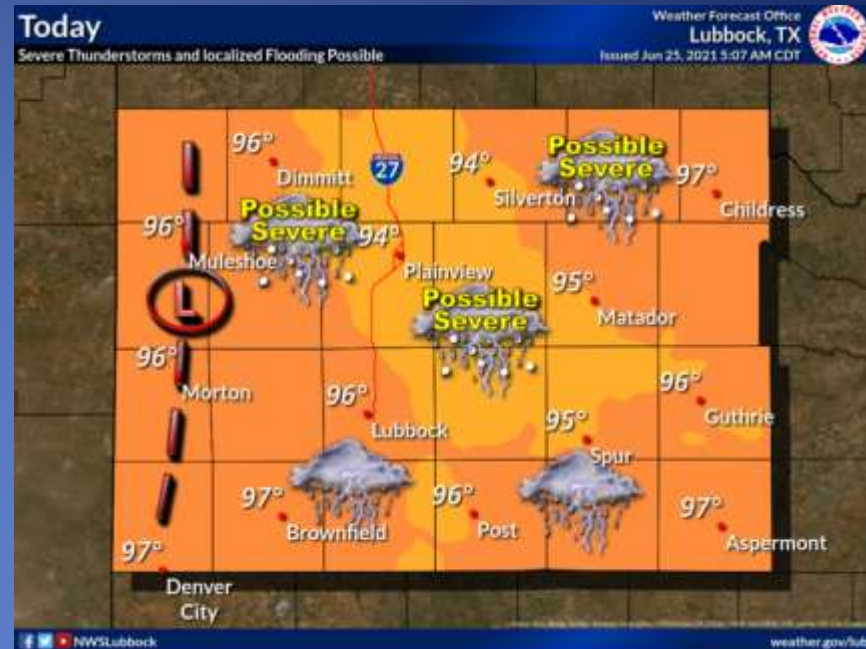 Today
Weather Forecast Office
Lubbock, TX
Severe Thunderstorms and localized Flooding Possible
Issued Jun 25, 2021 5:07 AM CDT
96°
Dimmitt
27
94°
Silverton
Possible
Severe
97°
Childress
Possible
Severe
96°
Muleshoe
94°
Plainview
L
Possible
Severe
95°
Matador
96°
Morton
96°
Lubbock
96°
Guthrie
95°
Spur
97°
Brownfield
96°
Post
97°
Aspermont
97°
Denver
City
NWSLubbock
weather.gov/lub